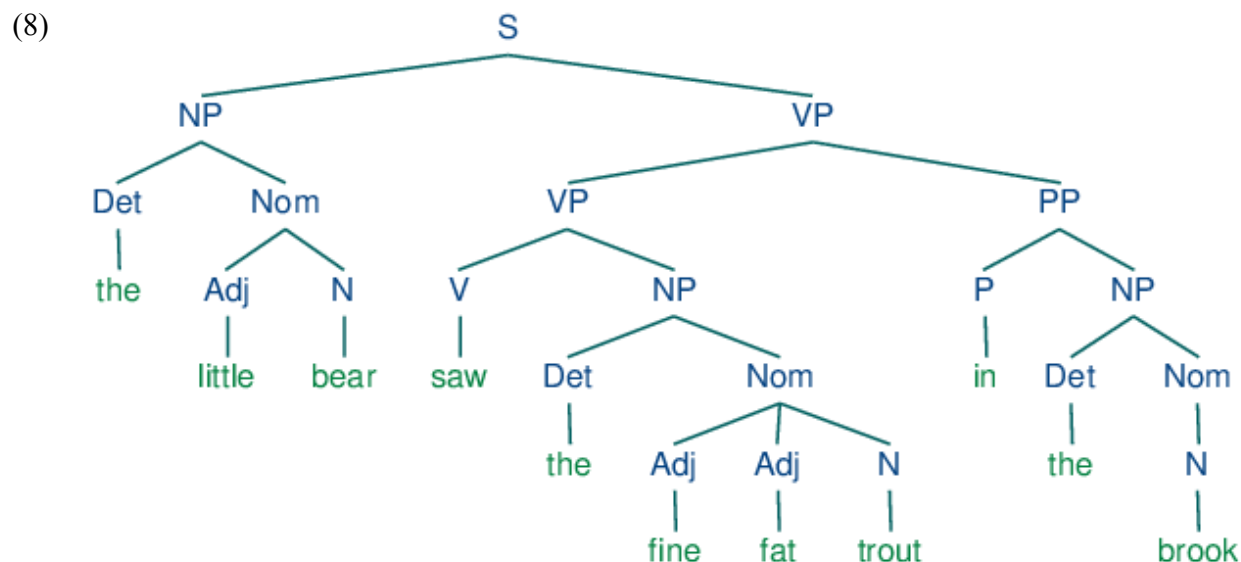 (8) S
NP VP
Det Nom VP PP
the Adj N V NP P NP
little bear saw Det Nom in Det Nom
the Adj Adj N the N
fine fat trout brook